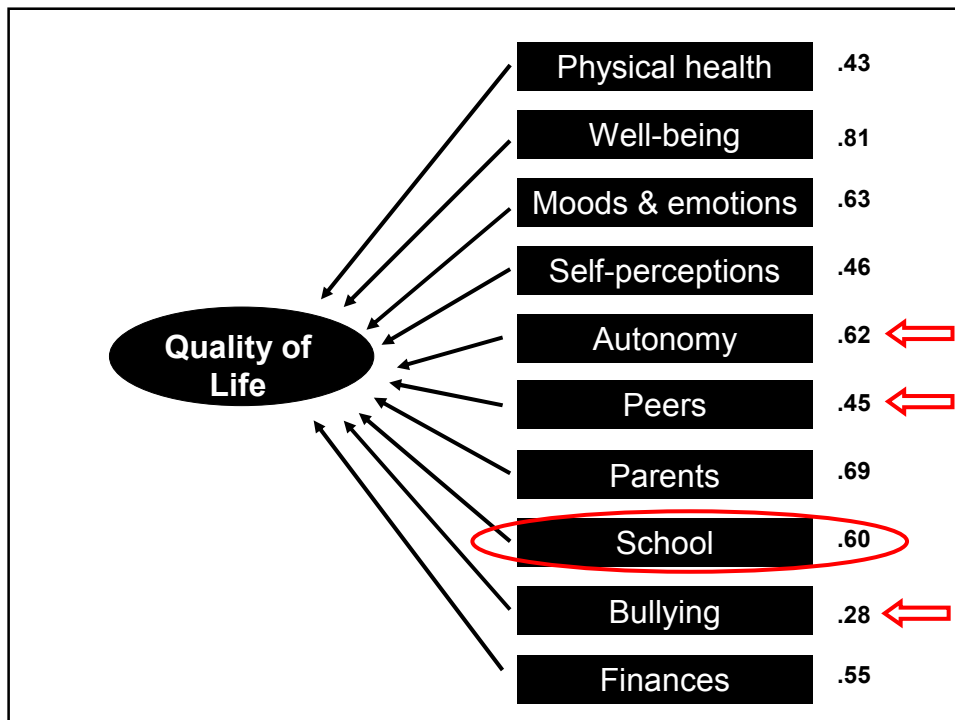 Physical health .43
Well-being .81
Moods & emotions .63
Self-perceptions .46
Quality of
Life
Autonomy .62
Peers .45
Parents .69
School .60
Bullying .28
Finances .55